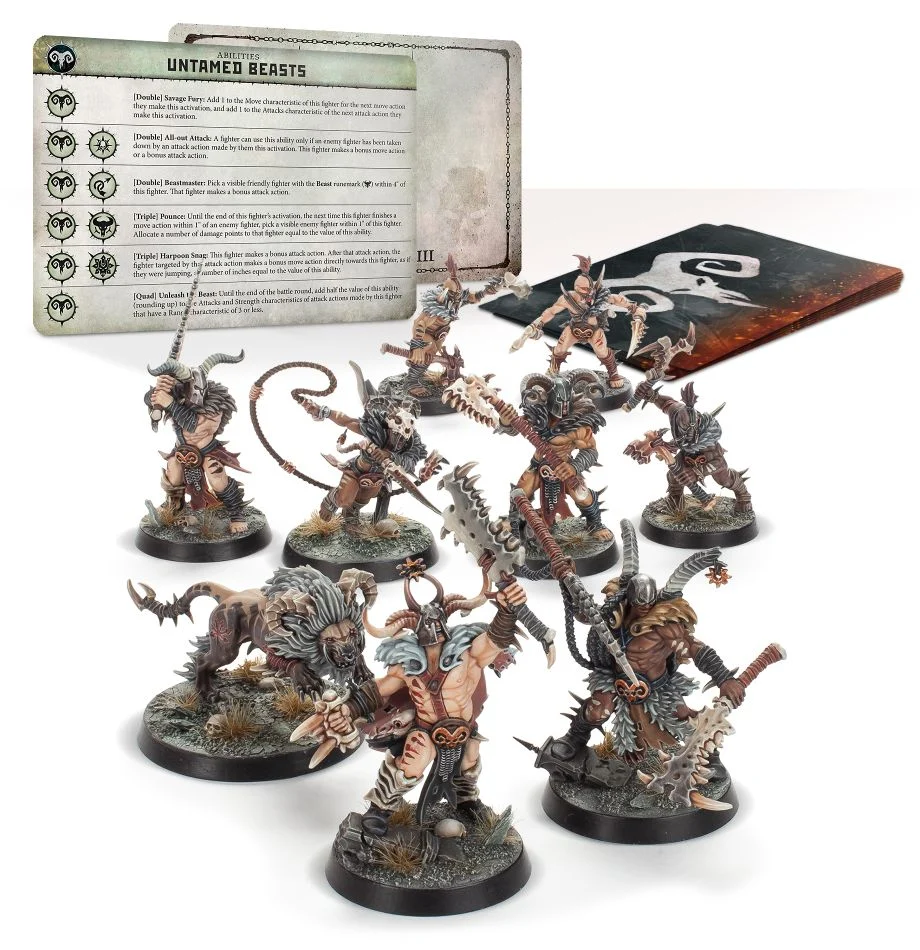 ABILITIES
UNTAMED BEASTS
[Double] Savage Fury: Add 1 to the Move characteristic of this fighter for the next move action
they make this activation, and add 1 to the Attacks characteristic of the next attack action they
make this activation.
[Double] All-out Attack: A fighter can use this ability only if an enemy fighter has been taken
down by an attack action made by them this activation. This fighter makes a bonus move action
or a bonus attack action.
[Double] Beastmaster: Pick a visible friendly fighter with the Beast runemark ( ) within 4" of
this fighter. That fighter makes a bonus attack action.
[Triple] Pounce: Until the end of this fighter's activation, the next time this fighter finishes a
move action within 1" of an enemy fighter, pick a visible enemy fighter within 1" of this fighter.
Allocate a number of damage points to that fighter equal to the value of this ability.
[Triple] Harpoon Snag: This fighter makes a bonus attack action. After that attack action, the
fighter targeted by attack action makes a bonus move action directly towards this fighter, as if
they were jumping, number of inches equal to the value of this ability.
[Quad] Unleash Beast: Until the end of the battle round, add half the value of this ability
(rounding up) to Attacks and Strength characteristics of attack actions made by this fighter
that have a Range characteristic of 3 or less.
III